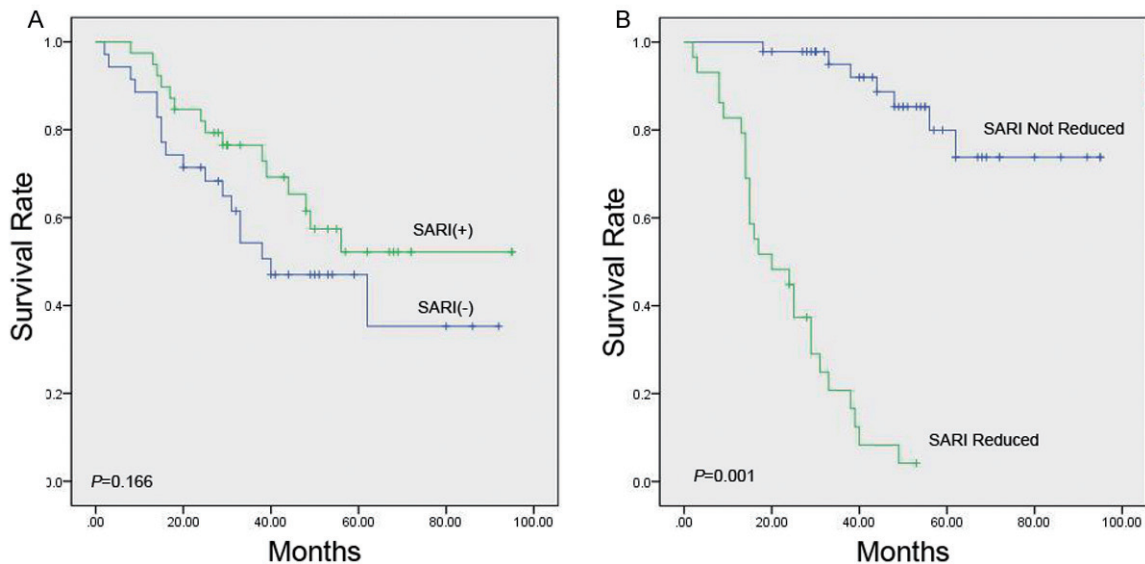 A
Survival Rate
1.0
0.8
0.6
0.4
0.2
0.0
SARI(+)
SARI(-)
P=0.166
.00 20.00 40.00 60.00 80.00 100.00
Months
B
Survival Rate
1.0
0.8
0.6
0.4
0.2
0.0
SARI Not Reduced
SARI Reduced
P=0.001
.00 20.00 40.00 60.00 80.00 100.00
Months